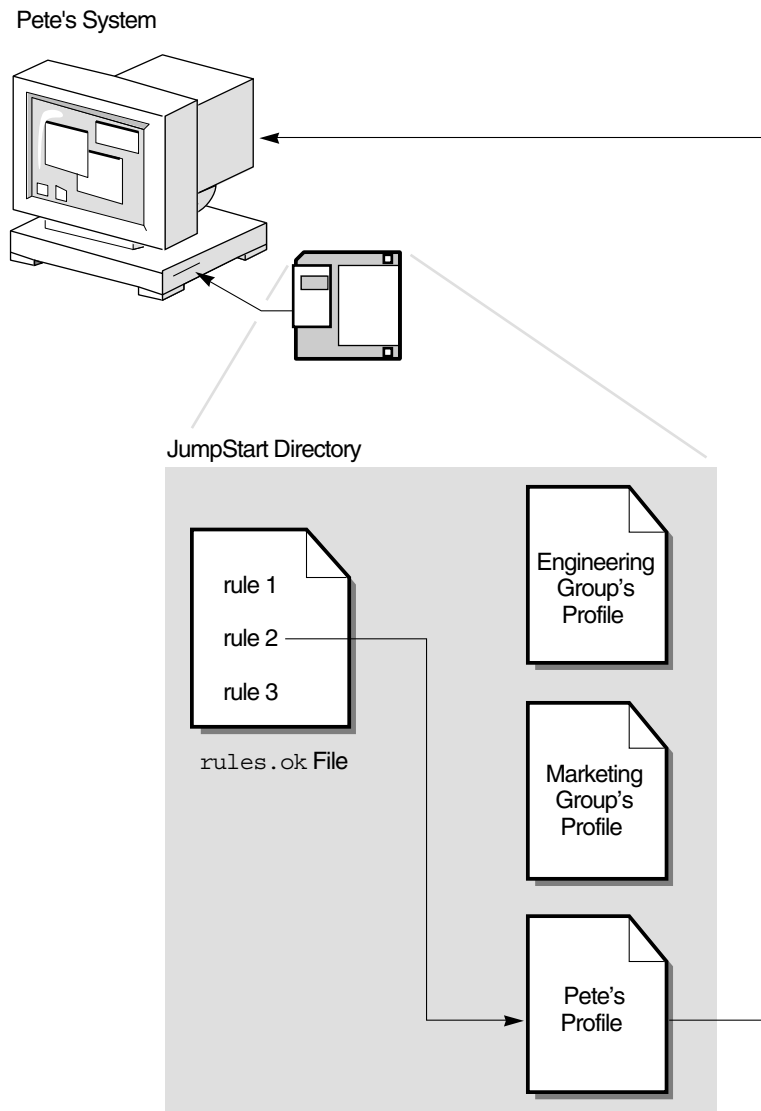 Pete's System
JumpStart Directory
rule 1
rule 2
rule 3
rules.ok File
Engineering
Group's
Profile
Marketing
Group's
Profile
Pete's
Profile